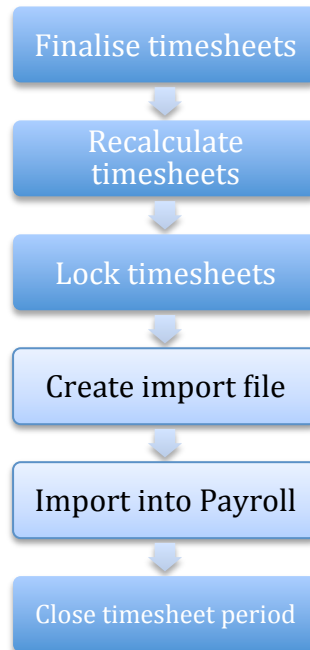 Finalise timesheets
Recalculate
timesheets
Lock timesheets
Create import file
Import into Payroll
Close timesheet period